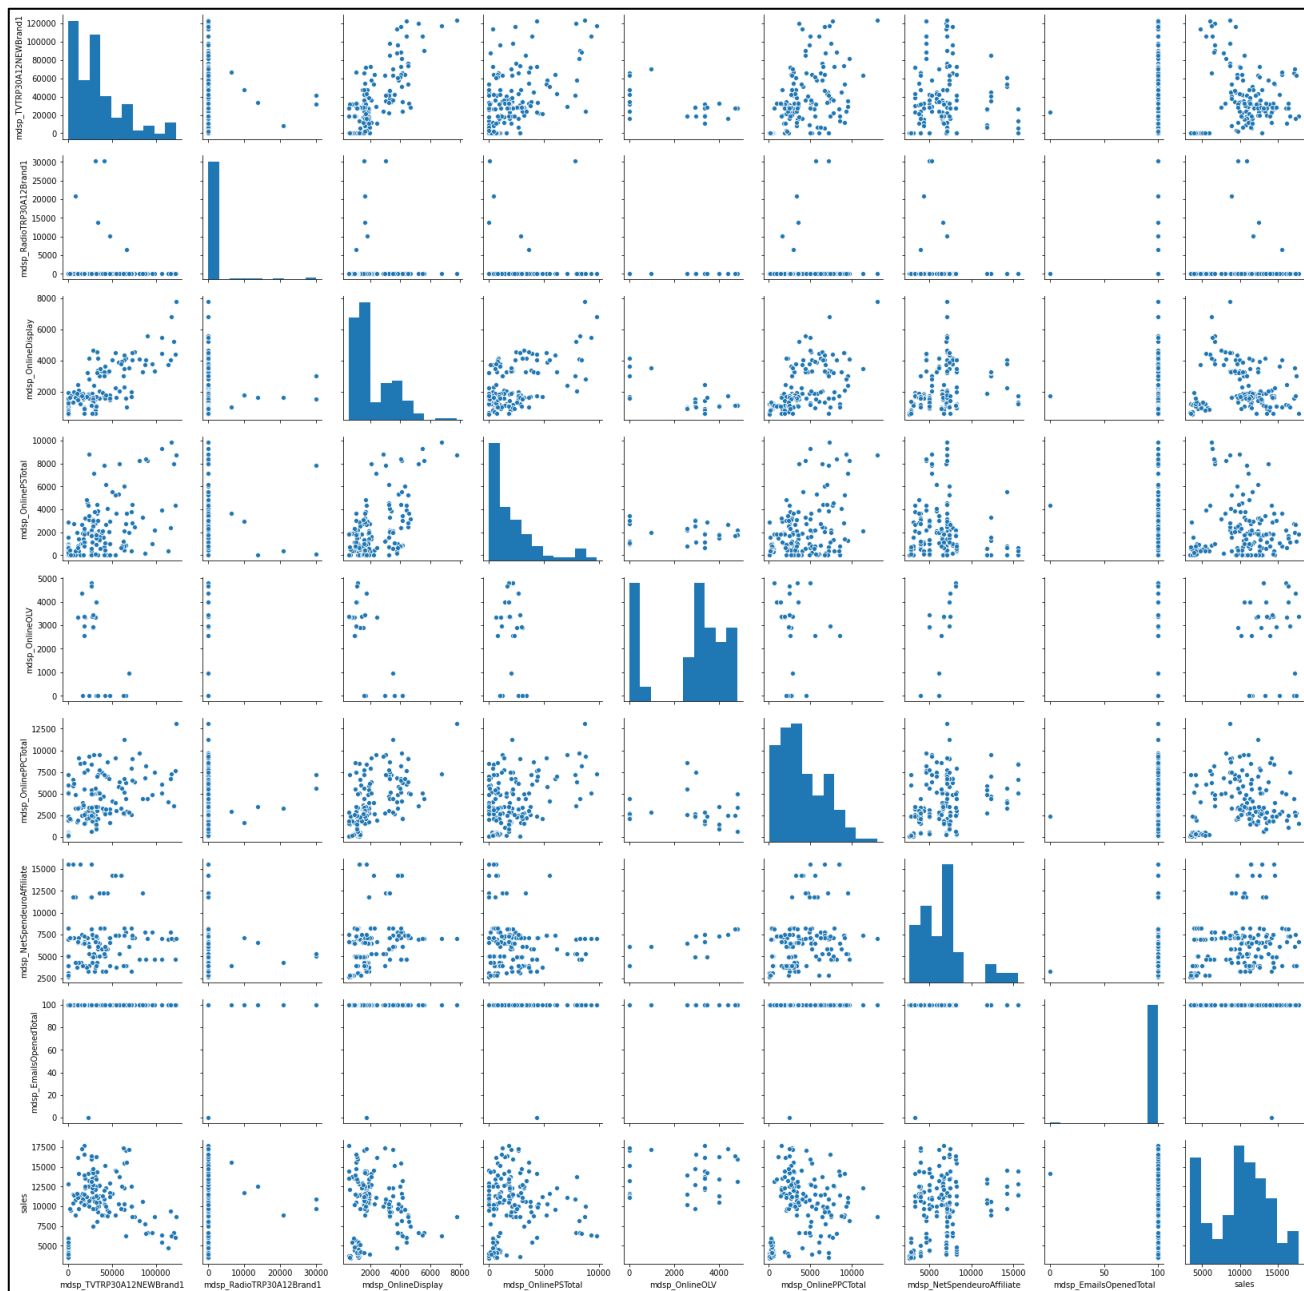 mdsp_TVTRP30A12NEWBrand1
120000
100000
80000
60000
40000
20000
0
mdsp_RadioTRP30A12Brand1
30000
25000
20000
15000
10000
5000
0
mdsp_OnlineDisplay
8000
6000
4000
2000
mdsp_OnlinePSTotal
10000
8000
6000
4000
2000
0
mdsp_OnlineOLV
5000
4000
3000
2000
1000
0
mdsp_OnlinePPCTotal
12500
10000
7500
5000
2500
0
mdsp_NetSpendeuroAffiliate
15000
12500
10000
7500
5000
2500
mdsp_EmailsOpenedTotal
100
80
60
40
20
0
sales
17500
15000
12500
10000
7500
5000
0 50000 100000
mdsp_TVTRP30A12NEWBrand1
0 10000 20000 30000
mdsp_RadioTRP30A12Brand1
2000 4000 6000 8000
mdsp_OnlineDisplay
0 5000 10000
mdsp_OnlinePSTotal
0 2000 4000
mdsp_OnlineOLV
0 5000 10000
mdsp_OnlinePPCTotal
5000 10000 15000
mdsp_NetSpendeuroAffiliate
0 50 100
mdsp_EmailsOpenedTotal
5000 10000 15000
sales